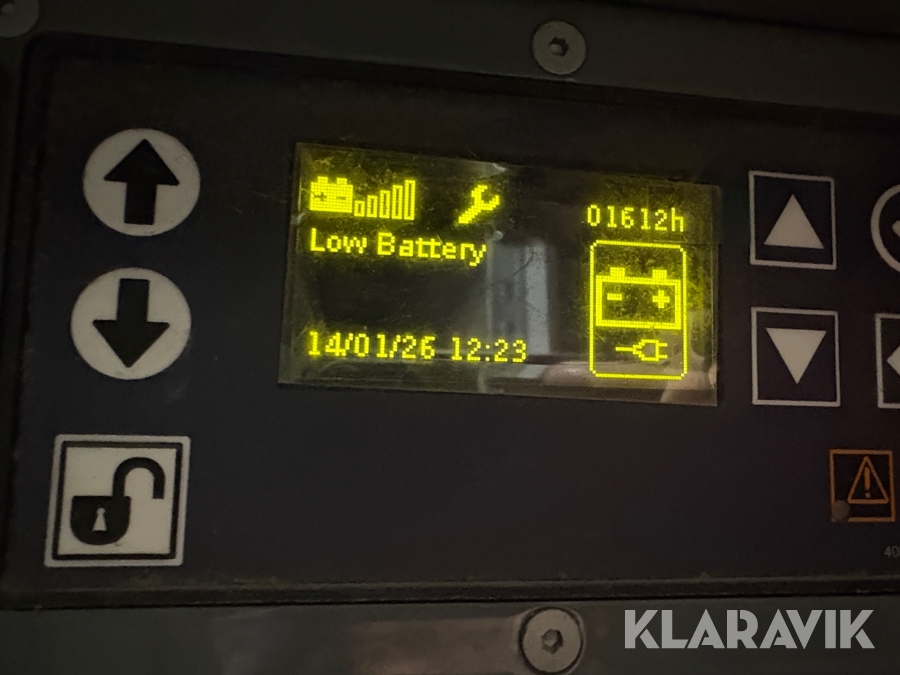 01612h
Low Battery
14/01/26 12:23
KLARAVIK